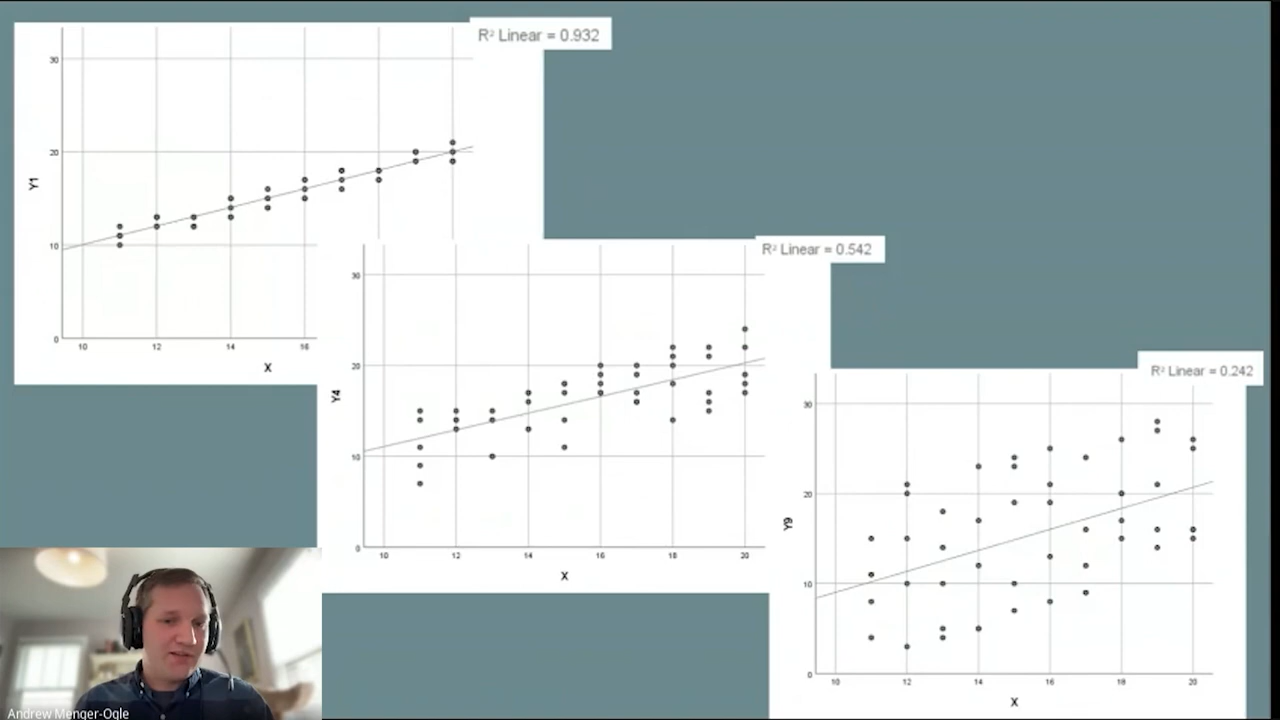 R² Linear = 0.932
30
20
10
0
Y1
10 12 14 16
X
R² Linear = 0.542
30
20
10
0
Y4
10 12 14 16 18 20
X
R² Linear = 0.242
30
20
10
0
Y9
10 12 14 16 18 20
X
Andrew Menger-Ogle